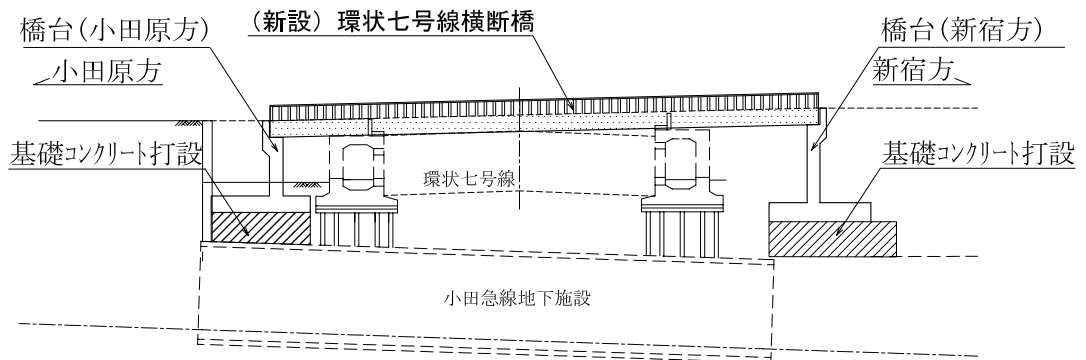 橋台(小田原方)
(新設)環状七号線横断橋
橋台(新宿方)
小田原方
新宿方
基礎コンクリート打設
基礎コンクリート打設
環状七号線
小田急線地下施設